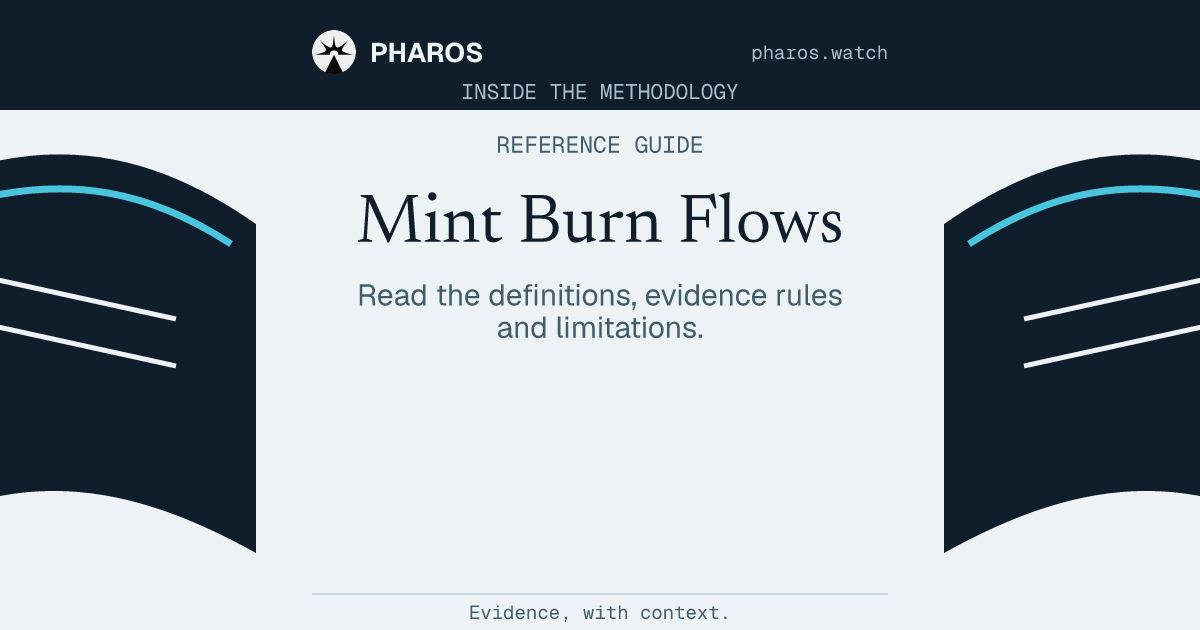 PHAROS
pharos.watch
INSIDE THE METHODOLOGY
REFERENCE GUIDE
Mint Burn Flows
Read the definitions, evidence rules
and limitations.
Evidence, with context.